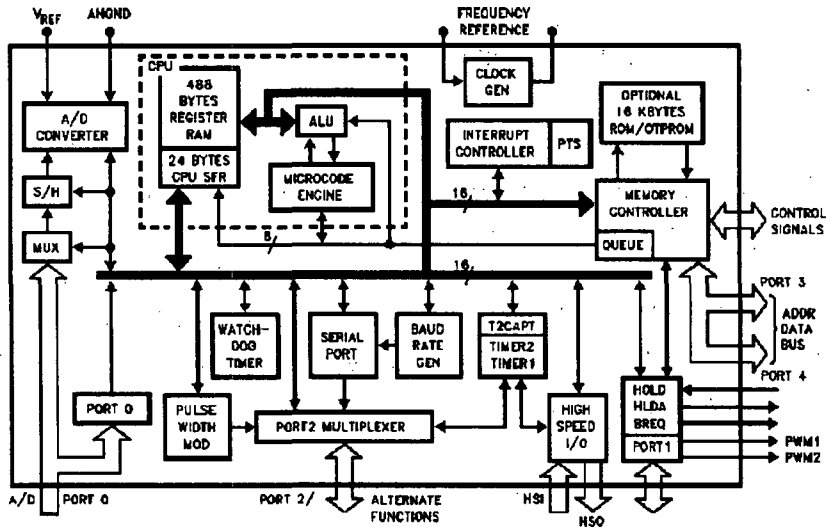 VREF
ANGND
FREQUENCY
REFERENCE
CPU
488
BYTES
REGISTER
RAM
24 BYTES
CPU SFR
ALU
MICROCODE
ENGINE
CLOCK
GEN
INTERRUPT
CONTROLLER
PTS
OPTIONAL
16 KBYTES
ROM/OTPROM
A/D
CONVERTER
S/H
MUX
MEMORY
CONTROLLER
QUEUE
CONTROL
SIGNALS
16
8
16
PORT 3
ADDR
DATA
BUS
PORT 4
WATCH-
DOG
TIMER
SERIAL
PORT
BAUD
RATE
GEN
T2CAPT
TIMER2
TIMER1
PORT 0
PULSE
WIDTH
MOD
PORT2 MULTIPLEXER
HIGH
SPEED
I/O
HOLD
HLDA
BREQ
PORT1
PWM1
PWM2
A/D
PORT 0
PORT 2/
ALTERNATE
FUNCTIONS
HSI
HSO